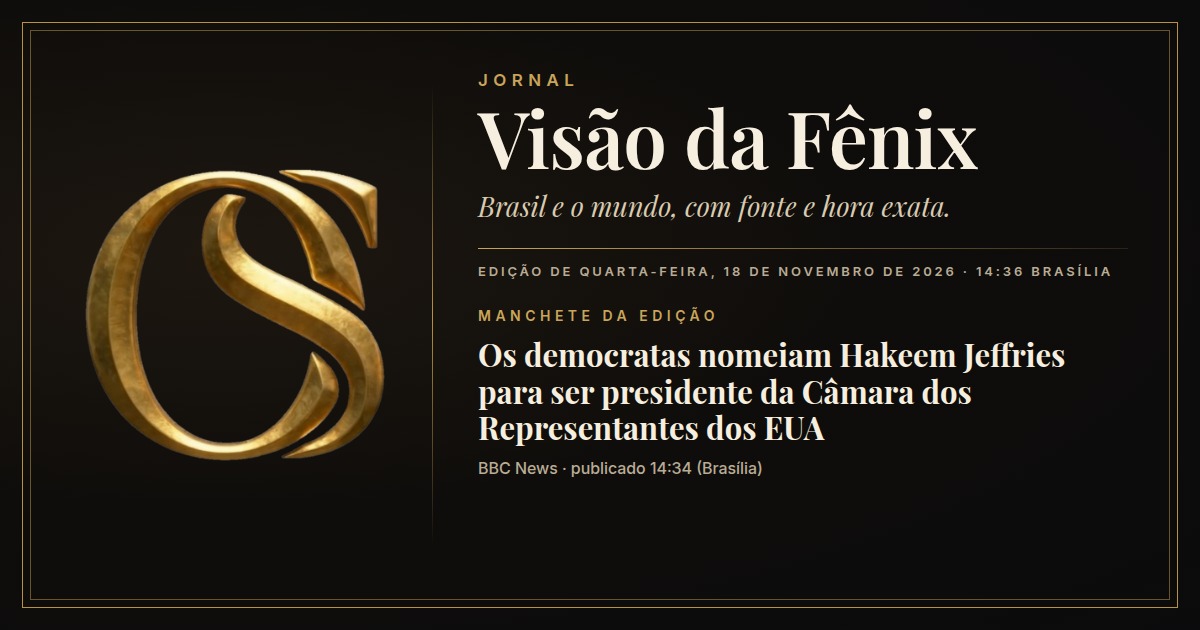 JORNAL
Visão da Fênix
Brasil e o mundo, com fonte e hora exata.
EDIÇÃO DE QUARTA-FEIRA, 18 DE NOVEMBRO DE 2026 · 14:36 BRASÍLIA
MANCHETE DA EDIÇÃO
Os democratas nomeiam Hakeem Jeffries
para ser presidente da Câmara dos
Representantes dos EUA
BBC News · publicado 14:34 (Brasília)